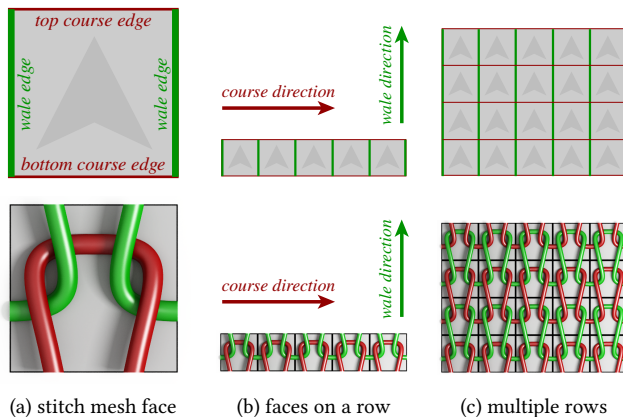 top course edge
wale edge
wale edge
bottom course edge
course direction
wale direction
course direction
wale direction
(a) stitch mesh face
(b) faces on a row
(c) multiple rows